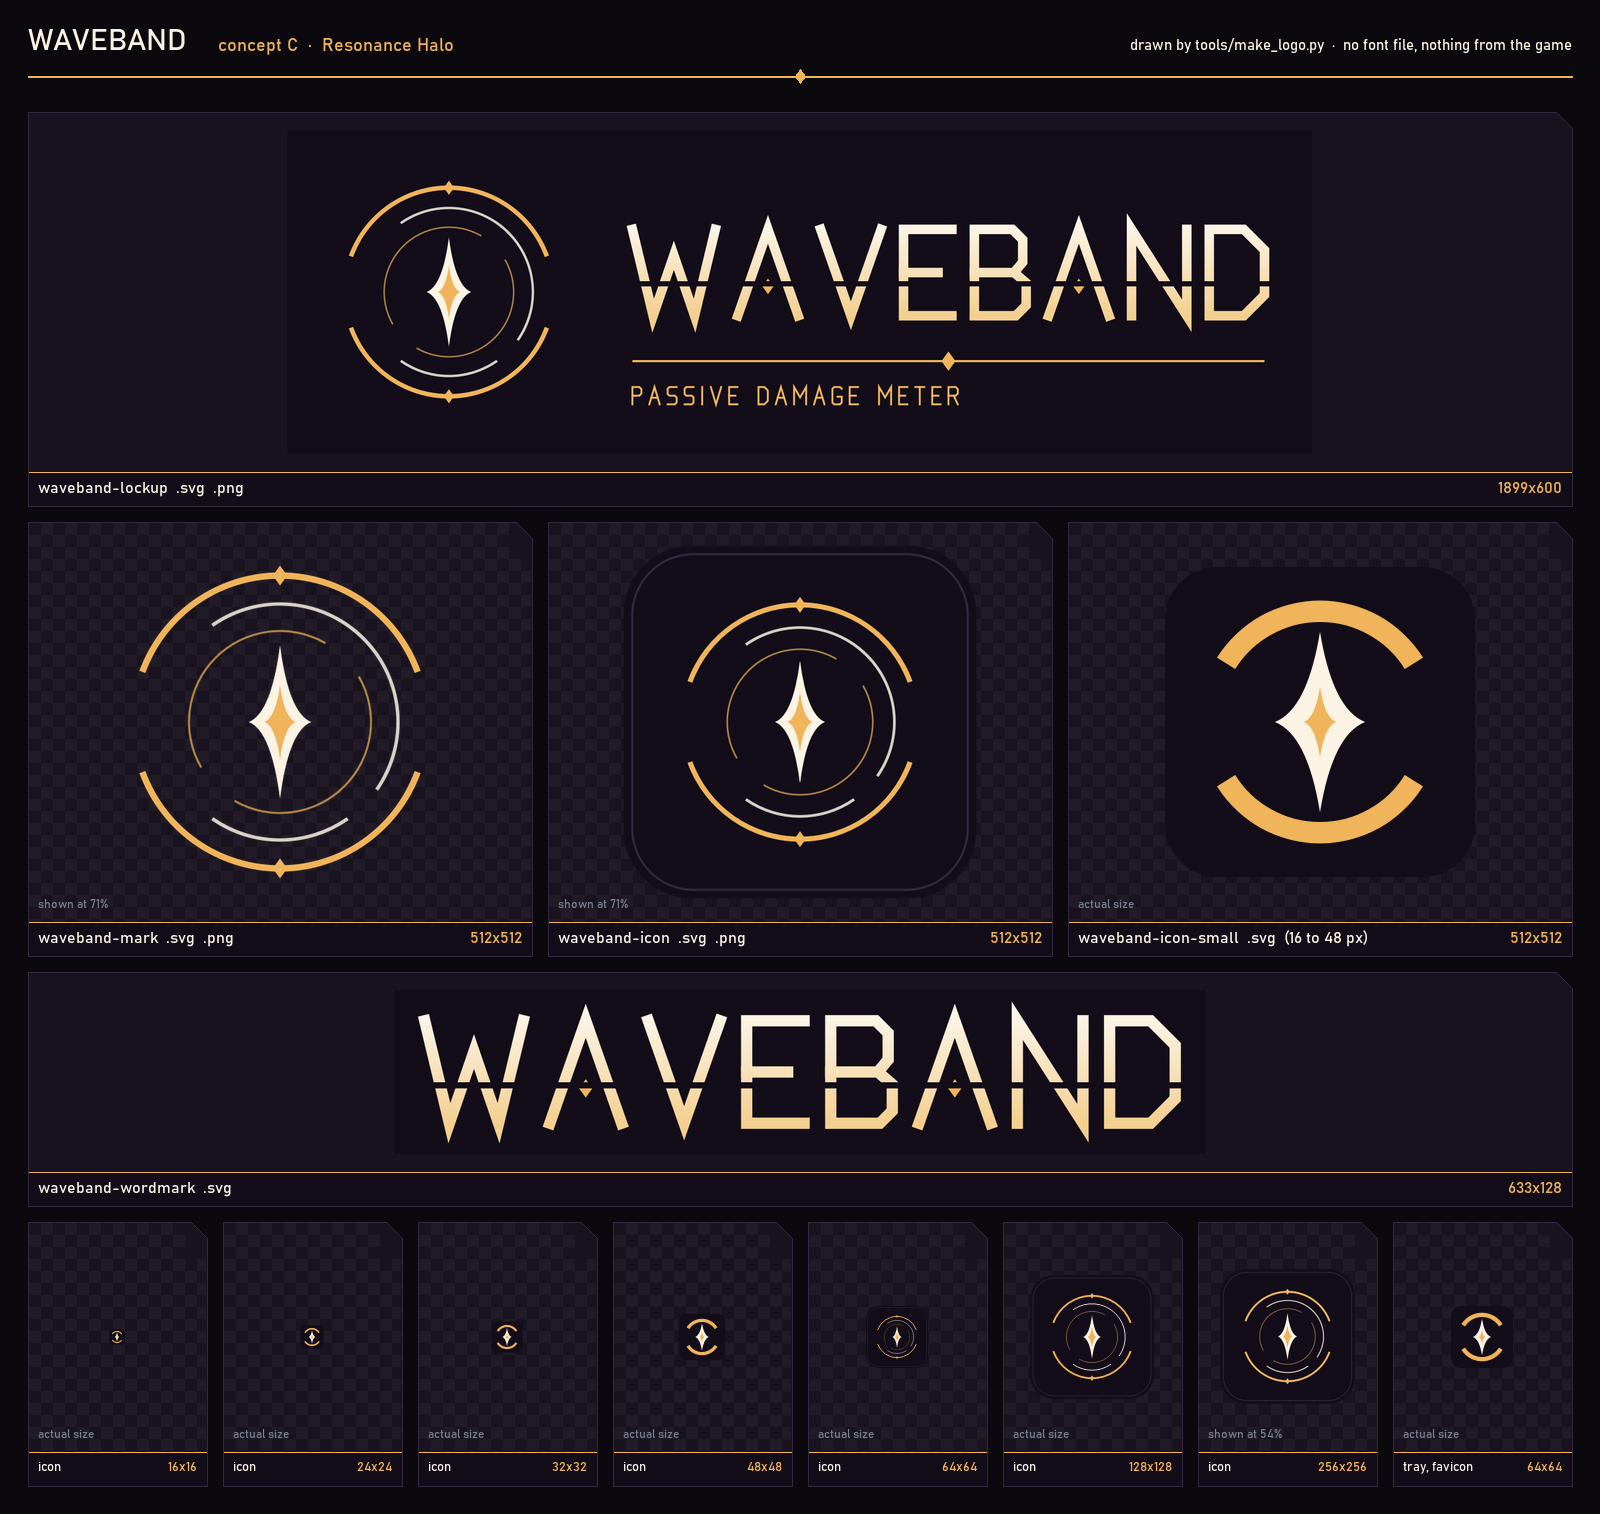 WAVEBAND concept C · Resonance Halo drawn by tools/make_logo.py · no font file, nothing from the game
WAVEBAND
PASSIVE DAMAGE METER
waveband-lockup .svg .png 1899x600
shown at 71% shown at 71% actual size
waveband-mark .svg .png 512x512 waveband-icon .svg .png 512x512 waveband-icon-small .svg (16 to 48 px) 512x512
WAVEBAND
waveband-wordmark .svg 633x128
actual size actual size actual size actual size actual size actual size shown at 54% actual size
icon 16x16 icon 24x24 icon 32x32 icon 48x48 icon 64x64 icon 128x128 icon 256x256 tray, favicon 64x64